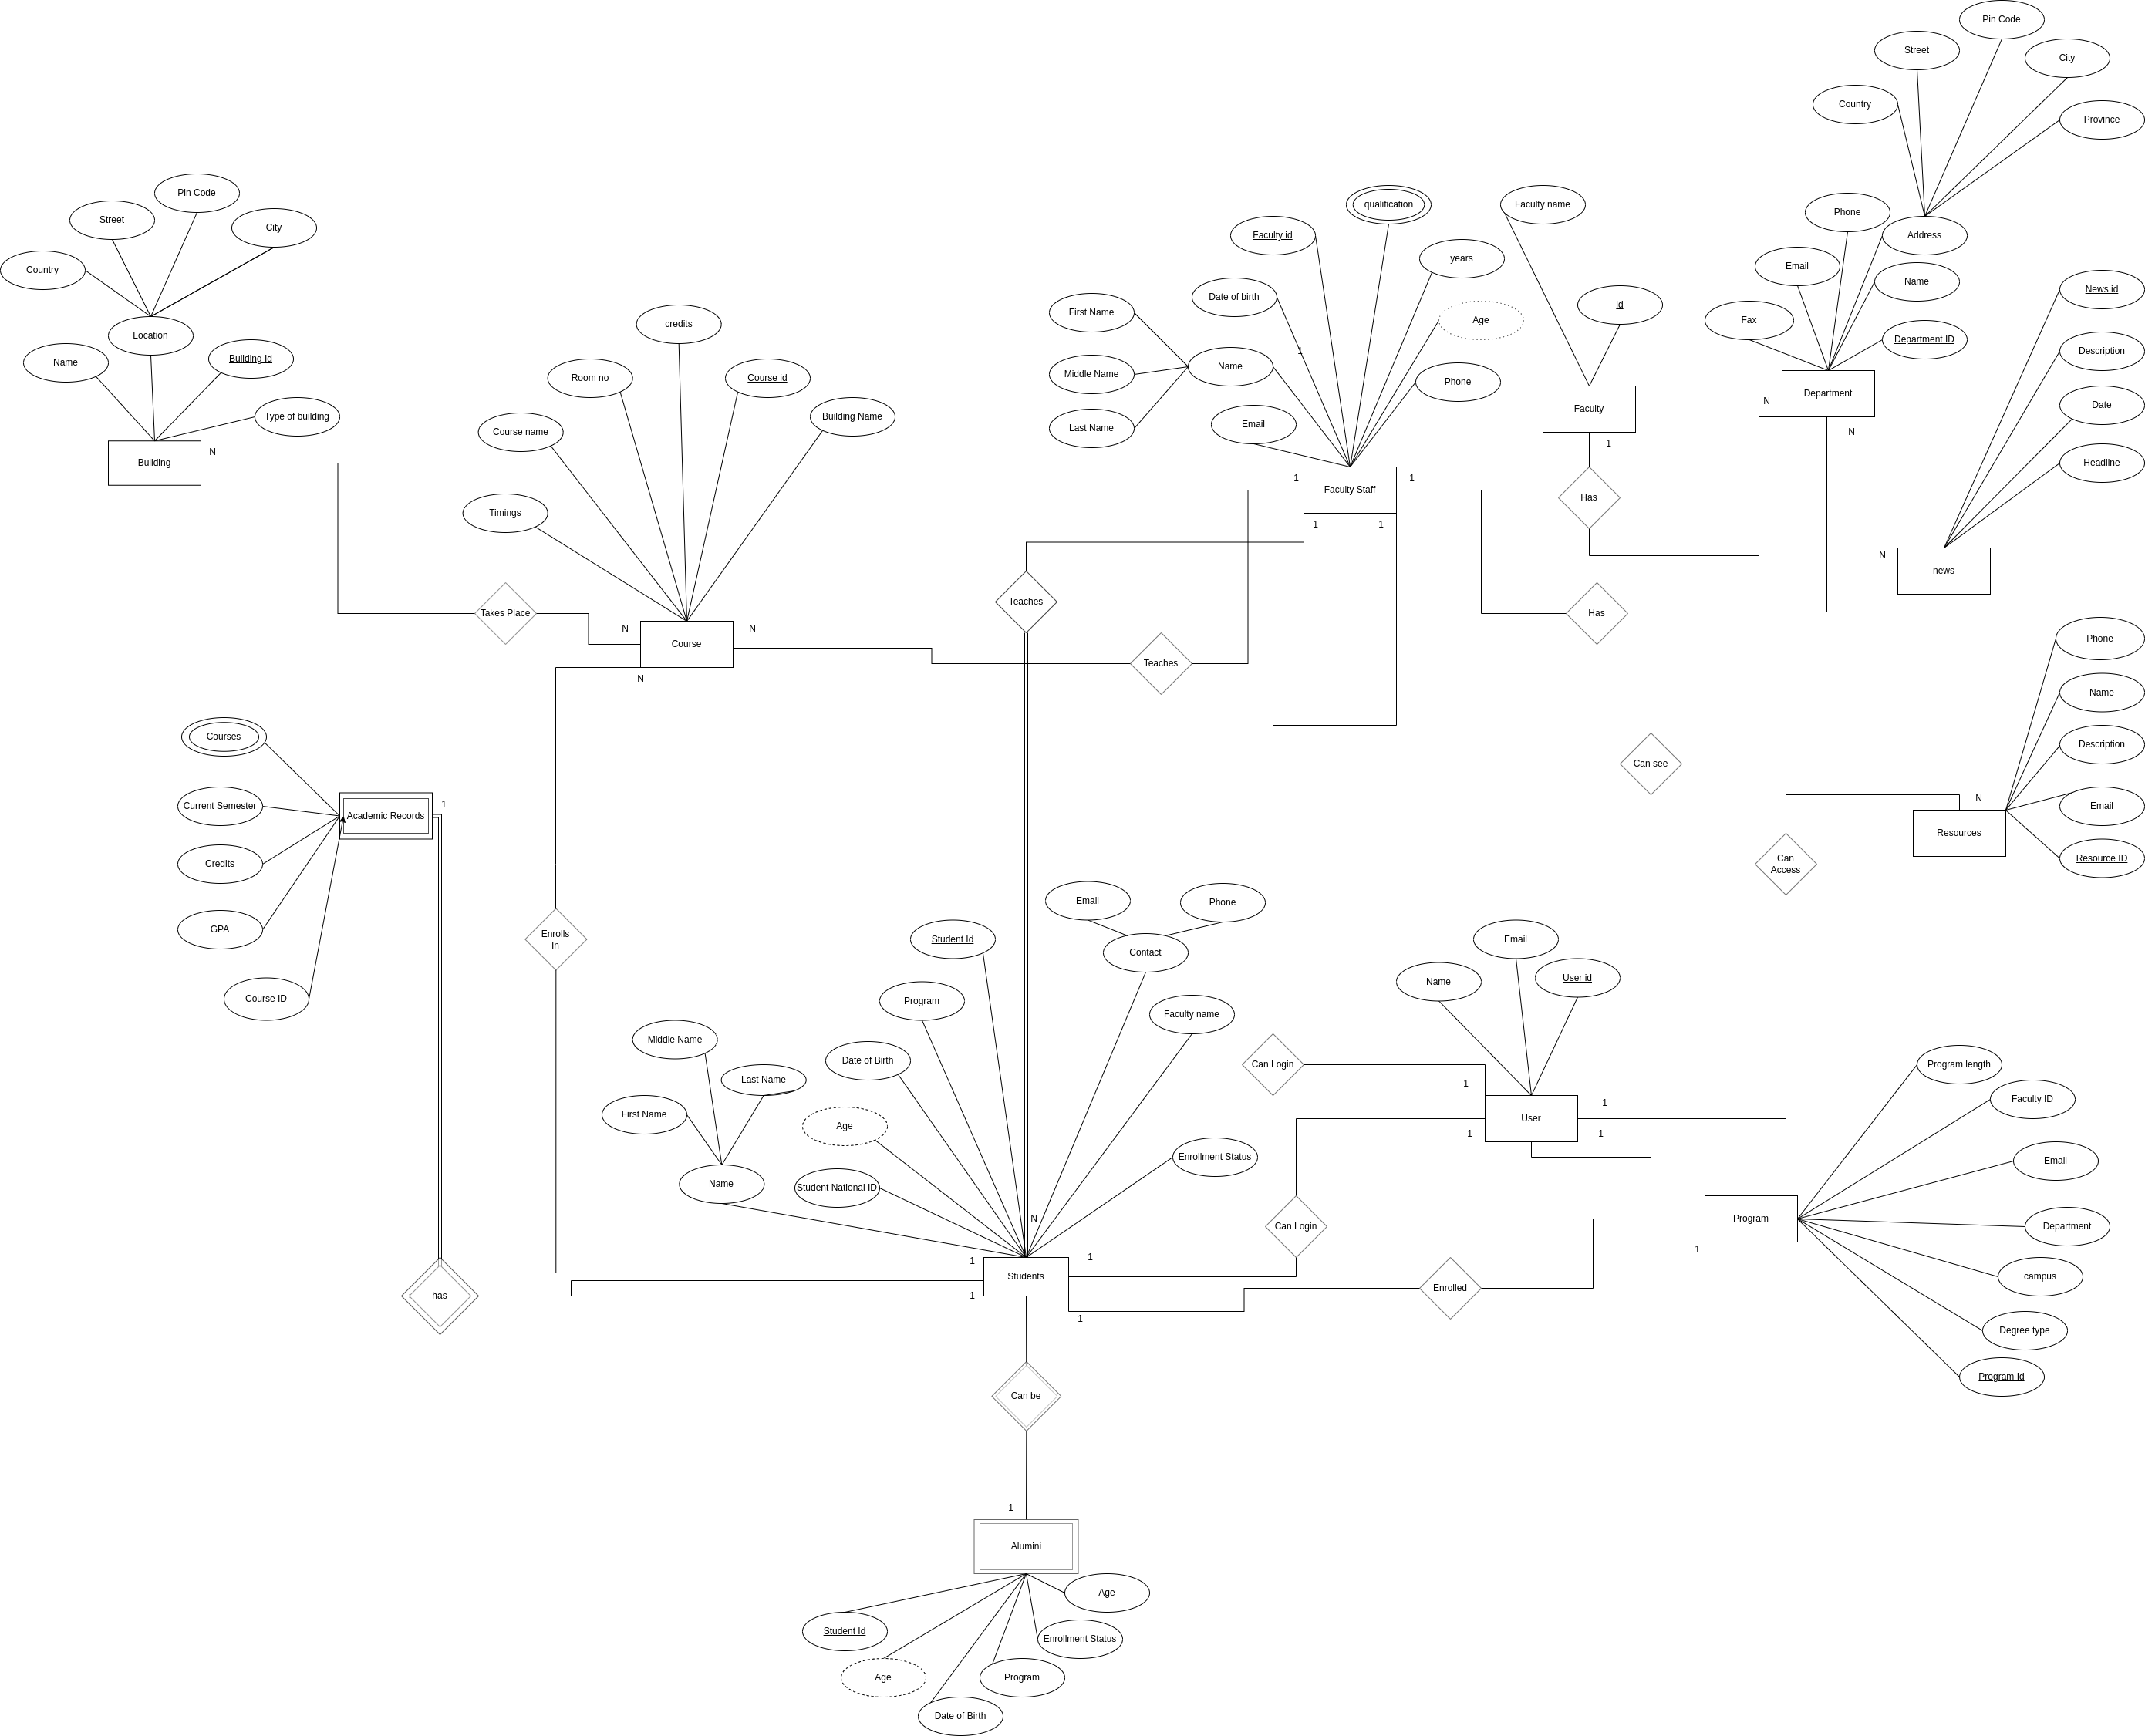 Pin Code
Street
City
Country
Province
Pin Code
Street
City
Country
Location
Name
Building Id
Type of building
Building
N
credits
Room no
Course id
Course name
Building Name
Timings
Takes Place
N
Course
N
N
qualification
Faculty id
years
Date of birth
Age
First Name
Middle Name
Name
1
Last Name
Phone
Email
Faculty Staff
1
1
1
1
Faculty name
id
Faculty
1
Has
Phone
Address
Email
Name
Fax
Department ID
Department
N
N
Has
News id
Description
Date
Headline
news
N
Teaches
Teaches
Can see
Phone
Name
Description
Email
Resource ID
Resources
N
Can
Access
Courses
Current Semester
Credits
GPA
Course ID
Academic Records
1
Enrolls
In
has
Student Id
Email
Phone
Contact
Program
Faculty name
Middle Name
Date of Birth
Last Name
First Name
Age
Name
Student National ID
Enrollment Status
N
Students
1
1
1
1
Can Login
Can Login
Name
Email
User id
User
1
1
1
1
Enrolled
Program
1
Program length
Faculty ID
Email
Department
campus
Degree type
Program Id
Can be
1
Alumini
Age
Student Id
Enrollment Status
Age
Program
Date of Birth